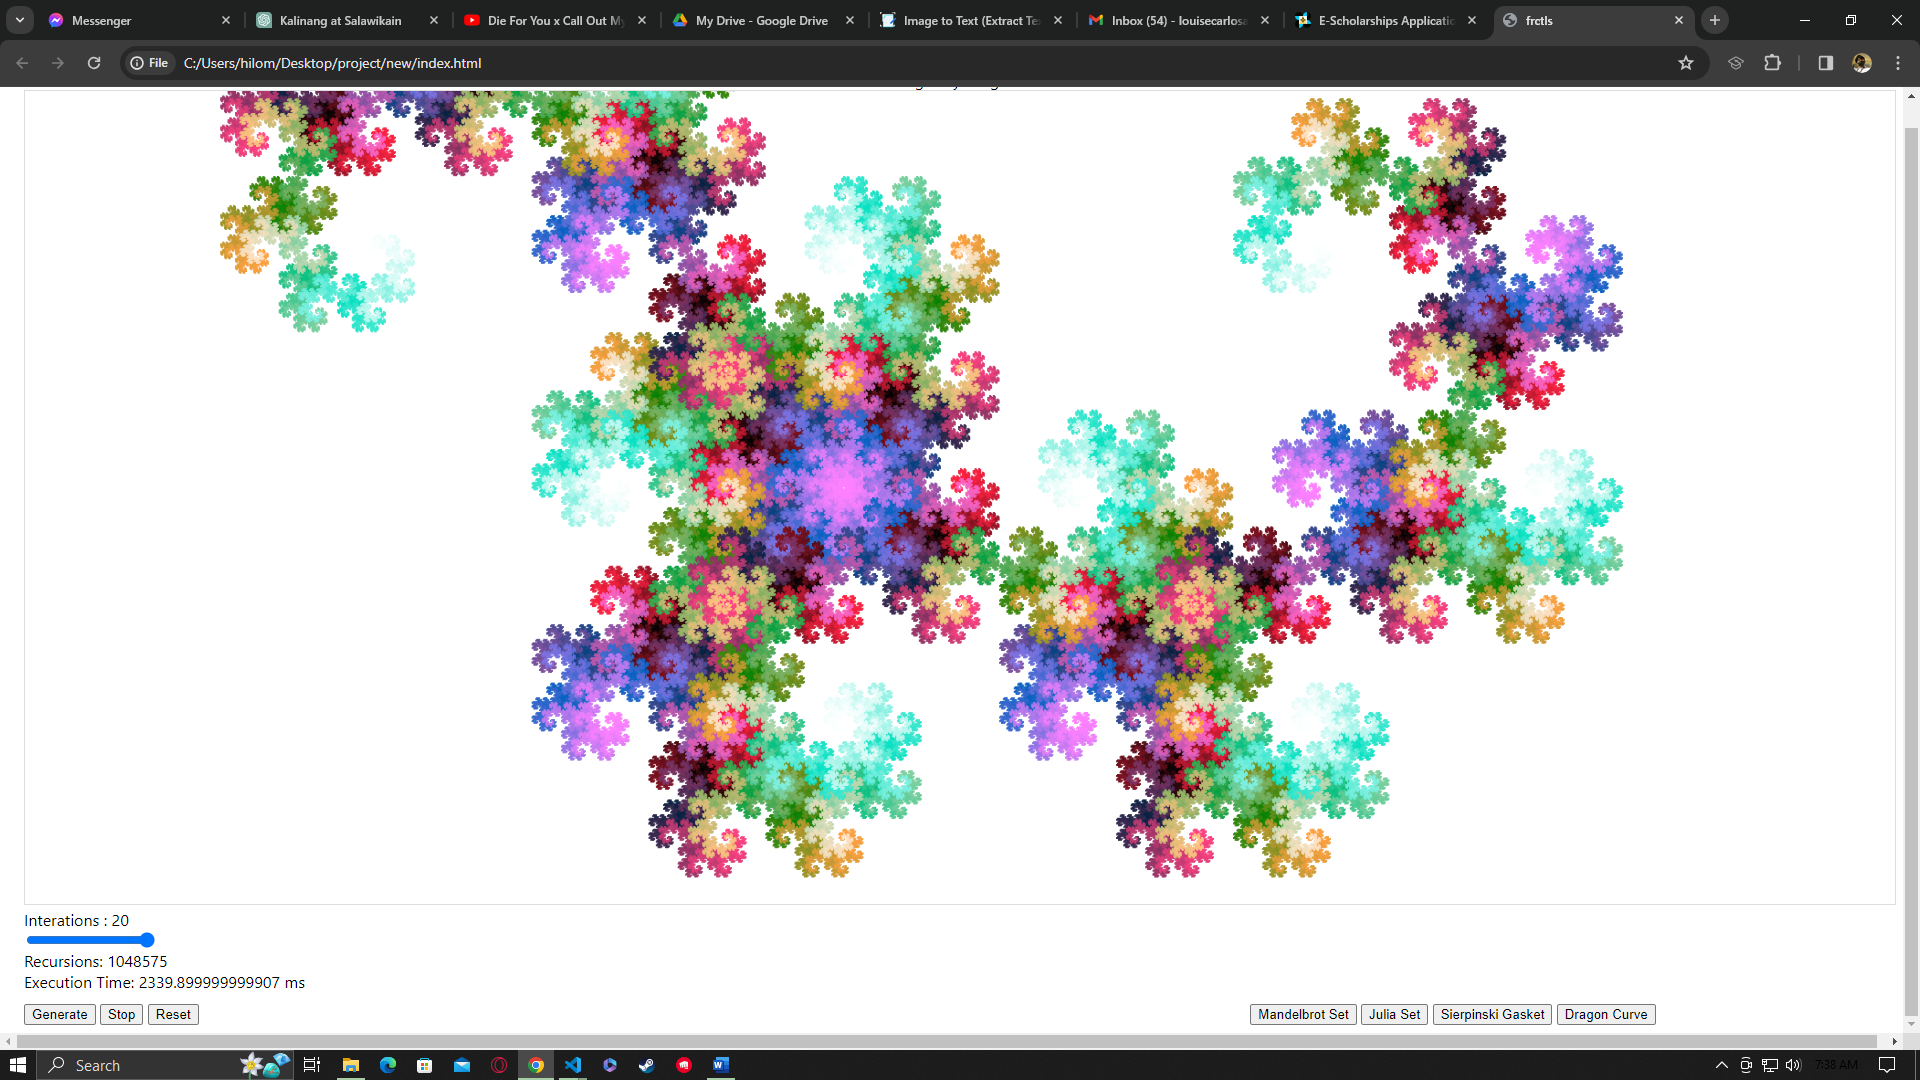 Messenger
Kalinang at Salawikain
Die For You x Call Out My
My Drive - Google Drive
Image to Text (Extract Te
Inbox (54) - louisecarlosa
E-Scholarships Applicatio
frctls
File
C:/Users/hilom/Desktop/project/new/index.html
Interations : 20
Recursions: 1048575
Execution Time: 2339.899999999907 ms
Generate Stop Reset
Mandelbrot Set Julia Set Sierpinski Gasket Dragon Curve
Search
7:38 AM